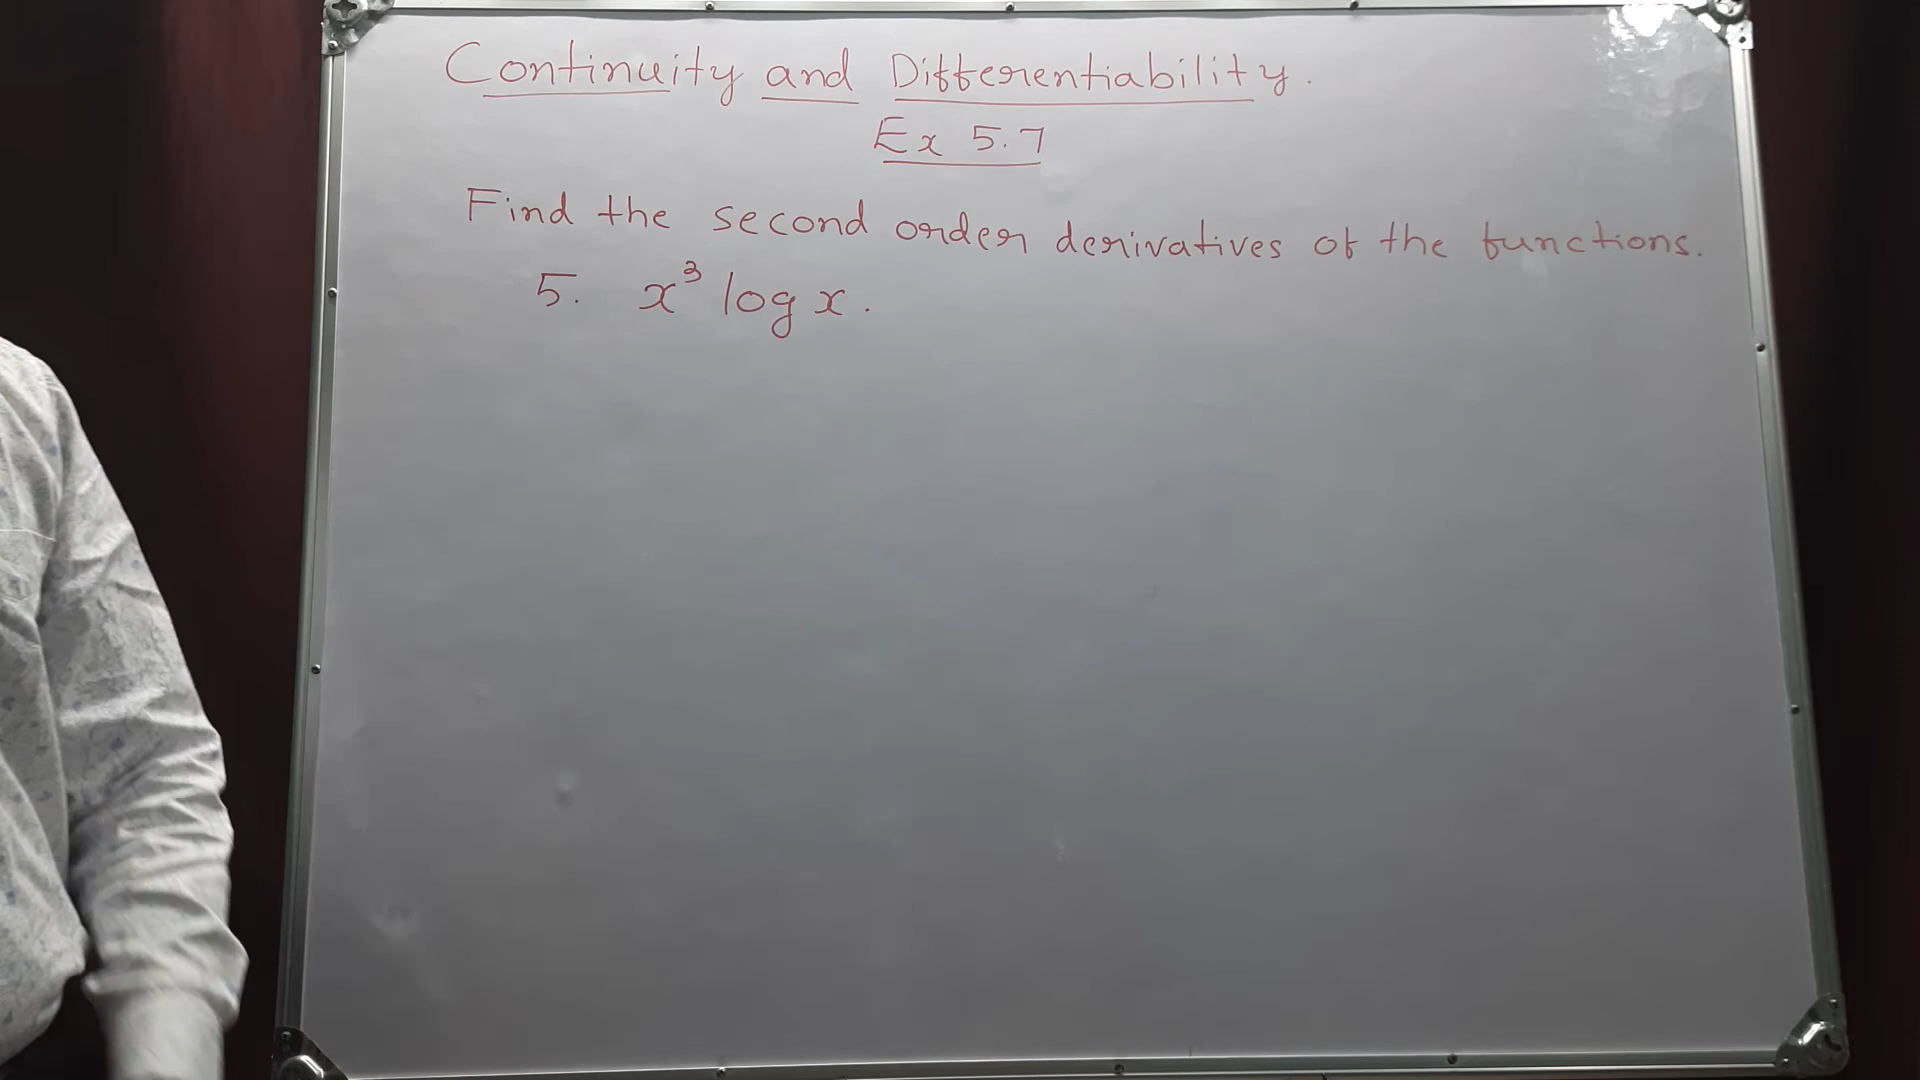 Continuity and Differentiability.
Ex 5.7
Find the second order derivatives of the functions.
5. x³ log x.